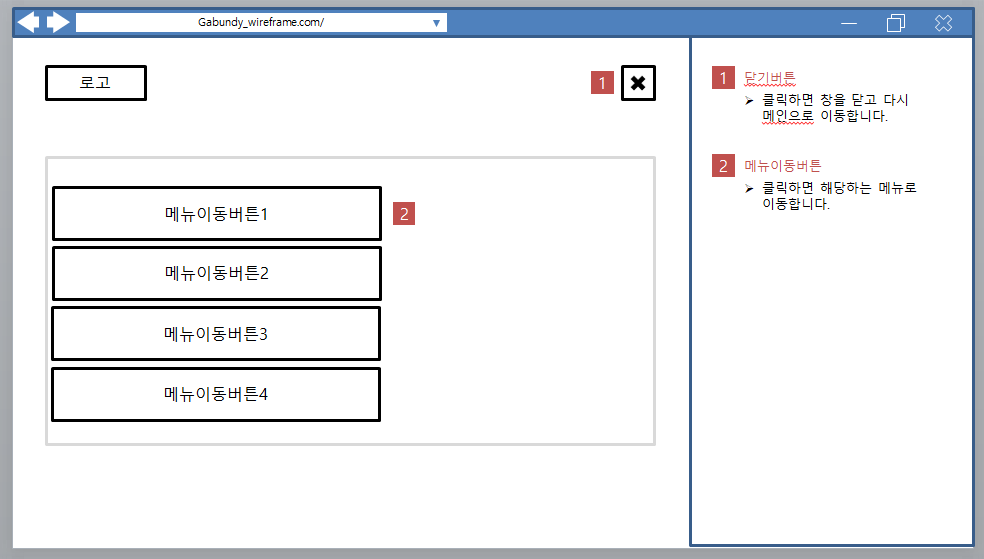 Gabundy_wireframe.com/
로고
1
메뉴이동버튼1
2
메뉴이동버튼2
메뉴이동버튼3
메뉴이동버튼4
1 닫기버튼
클릭하면 창을 닫고 다시
메인으로 이동합니다.
2 메뉴이동버튼
클릭하면 해당하는 메뉴로
이동합니다.